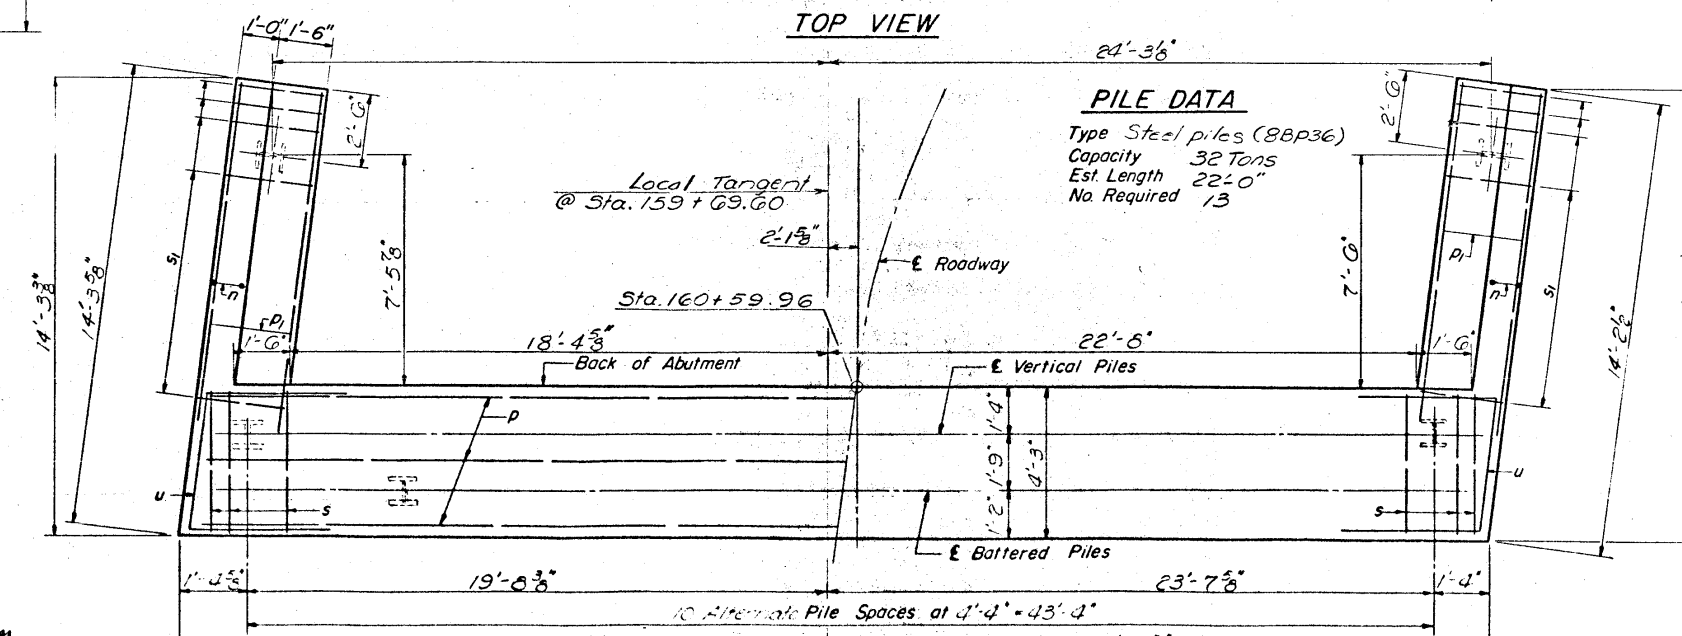 TOP VIEW
1'-0" 1'-6"
24'-3⅛"
2'-6"
2'-6"
PILE DATA
Type Steel piles (8BP36)
Capacity 32 Tons
Est. Length 22'-0"
No. Required 13
Local Tangent
@ Sta. 159 + 69.60
2'-1⅝"
℄ Roadway
Sta. 160+59.96
14'-3⅜"
14'-3⅝"
s₁
n
p₁
7'-5⅞"
7'-6"
p₁
n
s₁
14'-2½"
1'-6"
18'-4⅝"
22'-8"
1'-6"
Back of Abutment
℄ Vertical Piles
p
1'-4"
1'-9"
4'-3"
1'-2"
u
s
s
u
℄ Battered Piles
1'-4⅝"
19'-8⅜"
23'-7⅝"
1'-4"
10 Alternate Pile Spaces at 4'-4" = 43'-4"